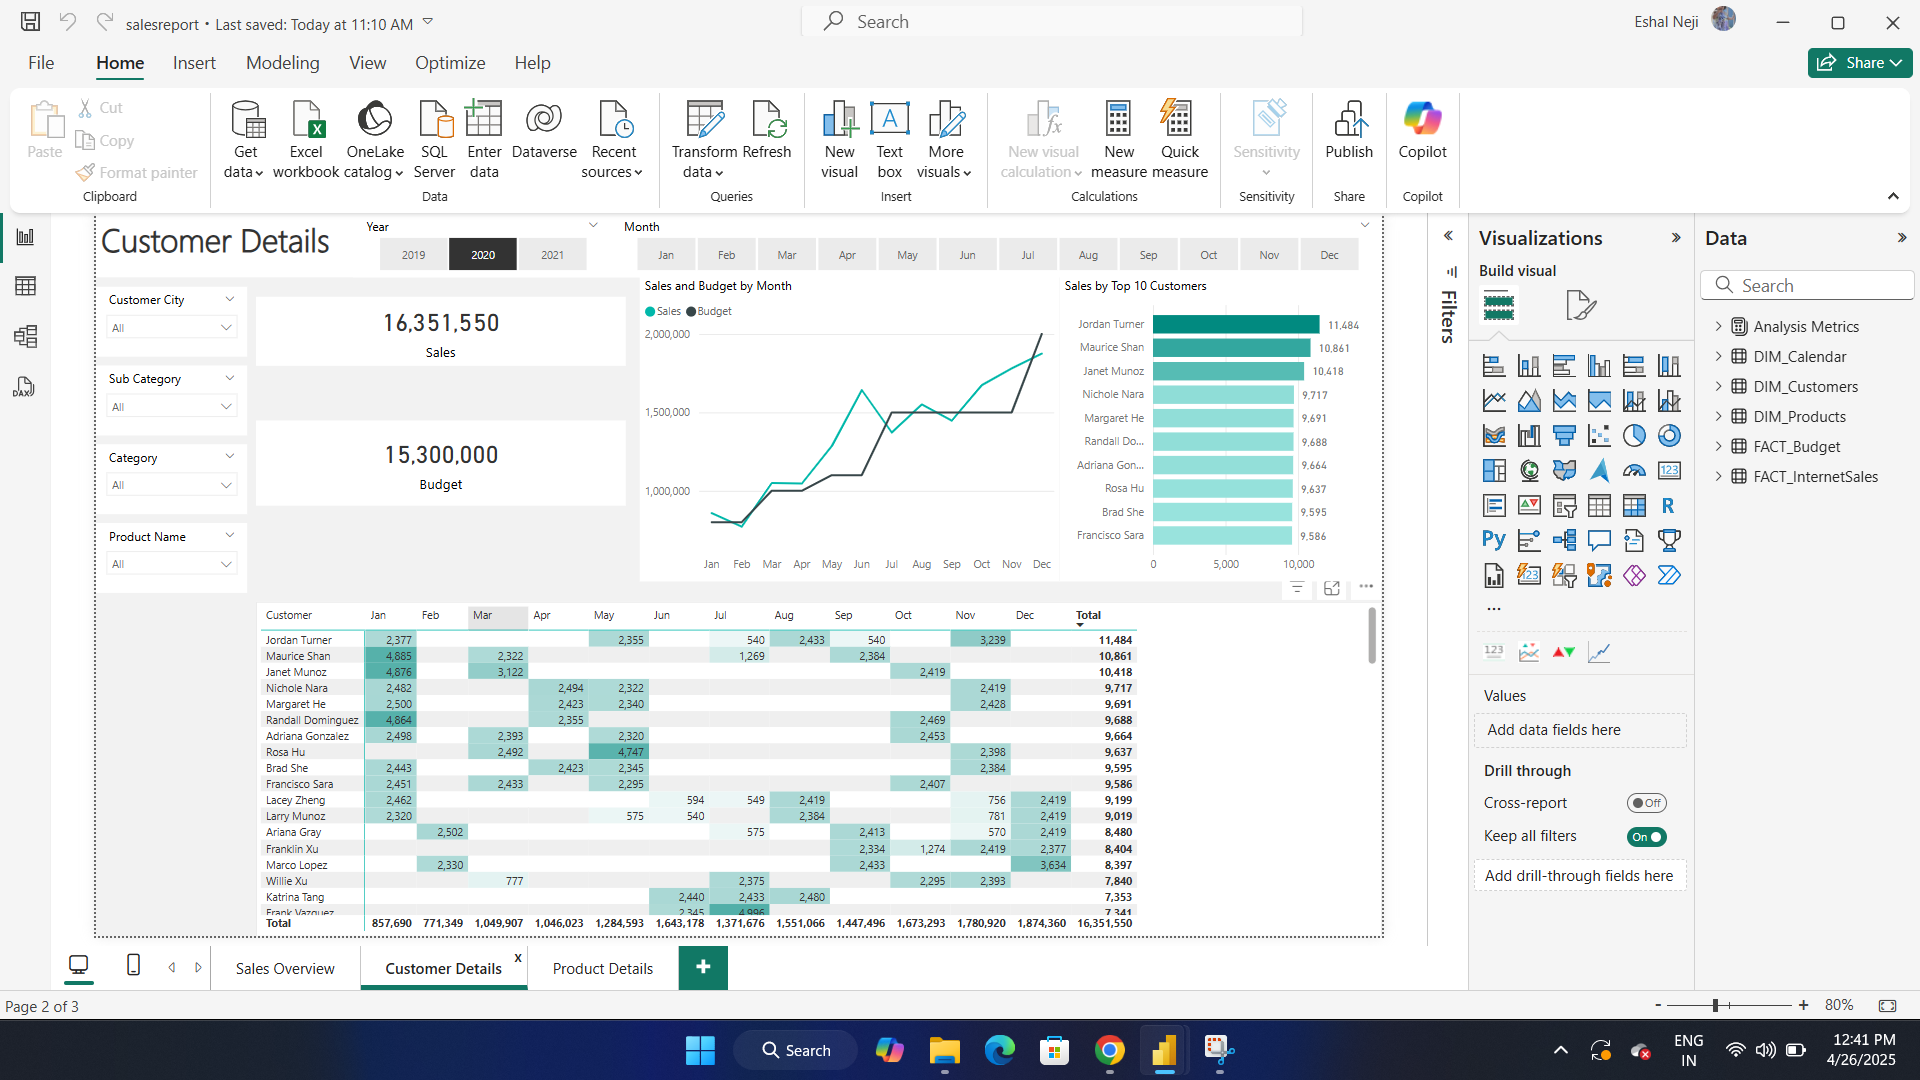 salesreport • Last saved: Today at 11:10 AM
Search
Eshal Neji
File Home Insert Modeling View Optimize Help
Share
Paste
Cut
Copy
Format painter
Clipboard
Get data
Excel workbook
OneLake catalog
SQL Server
Enter data
Dataverse
Recent sources
Data
Transform data
Refresh
Queries
New visual
Text box
More visuals
Insert
New visual calculation
New measure
Quick measure
Calculations
Sensitivity
Sensitivity
Publish
Share
Copilot
Copilot
Customer Details
Year
2019 2020 2021
Month
Jan Feb Mar Apr May Jun Jul Aug Sep Oct Nov Dec
Customer City
All
Sub Category
All
Category
All
Product Name
All
16,351,550
Sales
15,300,000
Budget
Sales and Budget by Month
Sales Budget
2,000,000
1,500,000
1,000,000
Jan Feb Mar Apr May Jun Jul Aug Sep Oct Nov Dec
Sales by Top 10 Customers
Jordan Turner 11,484
Maurice Shan 10,861
Janet Munoz 10,418
Nichole Nara 9,717
Margaret He 9,691
Randall Do... 9,688
Adriana Gon... 9,664
Rosa Hu 9,637
Brad She 9,595
Francisco Sara 9,586
0 5,000 10,000
Customer Jan Feb Mar Apr May Jun Jul Aug Sep Oct Nov Dec Total
Jordan Turner 2,377 2,355 540 2,433 540 3,239 11,484
Maurice Shan 4,885 2,322 1,269 2,384 10,861
Janet Munoz 4,876 3,122 2,419 10,418
Nichole Nara 2,482 2,494 2,322 2,419 9,717
Margaret He 2,500 2,423 2,340 2,428 9,691
Randall Dominguez 4,864 2,355 2,469 9,688
Adriana Gonzalez 2,498 2,393 2,320 2,453 9,664
Rosa Hu 2,492 4,747 2,398 9,637
Brad She 2,443 2,423 2,345 2,384 9,595
Francisco Sara 2,451 2,433 2,295 2,407 9,586
Lacey Zheng 2,462 594 549 2,419 756 2,419 9,199
Larry Munoz 2,320 575 540 2,384 781 2,419 9,019
Ariana Gray 2,502 575 2,413 570 2,419 8,480
Franklin Xu 2,334 1,274 2,419 2,377 8,404
Marco Lopez 2,330 2,433 3,634 8,397
Willie Xu 777 2,375 2,295 2,393 7,840
Katrina Tang 2,440 2,433 2,480 7,353
Frank Vazquez 2,345 4,996 7,341
Total 857,690 771,349 1,049,907 1,046,023 1,284,593 1,643,178 1,371,676 1,551,066 1,447,496 1,673,293 1,780,920 1,874,360 16,351,550
Filters
Visualizations
Build visual
123
R
Py
123
123
Values
Add data fields here
Drill through
Cross-report
Off
Keep all filters
On
Add drill-through fields here
Data
Search
Analysis Metrics
DIM_Calendar
DIM_Customers
DIM_Products
FACT_Budget
FACT_InternetSales
DAX
Sales Overview
Customer Details x
Product Details
+
Page 2 of 3
- + 80%
Search
ENG
IN
12:41 PM
4/26/2025